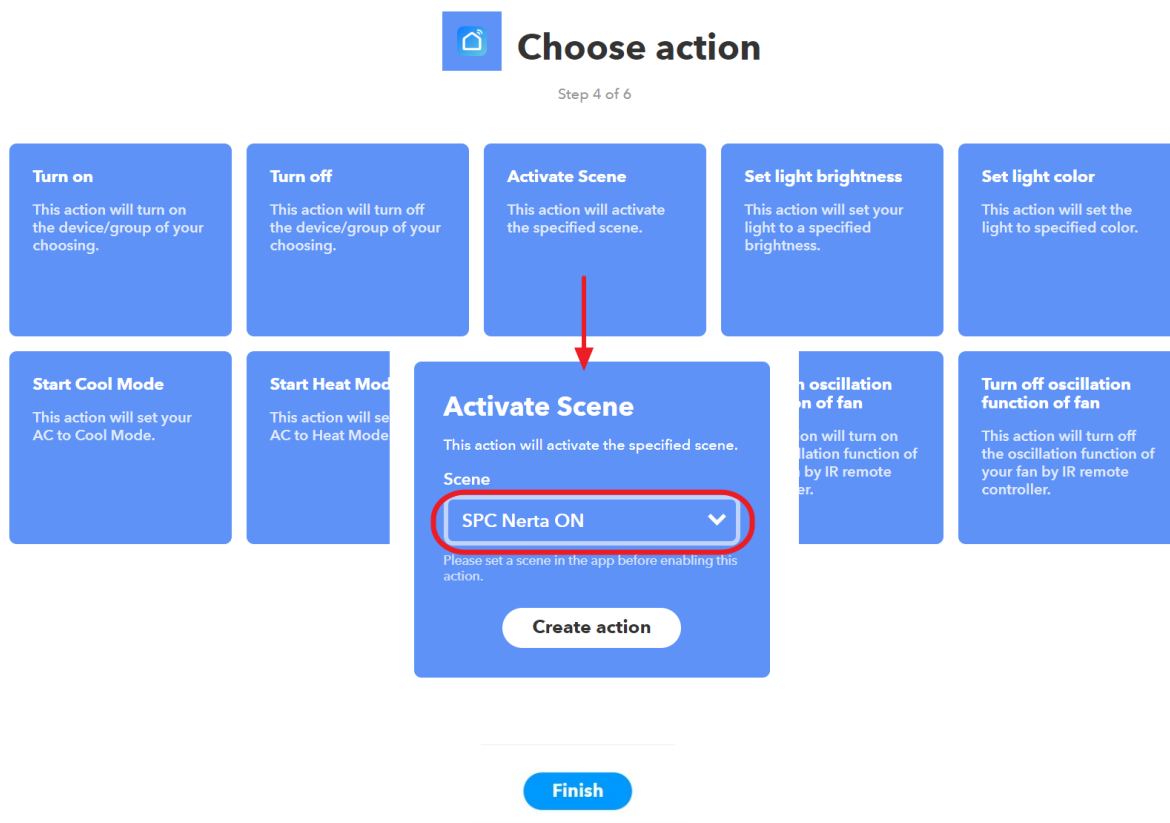 Choose action
Step 4 of 6
Turn on
This action will turn on
the device/group of your
choosing.
Turn off
This action will turn off
the device/group of your
choosing.
Activate Scene
This action will activate
the specified scene.
Set light brightness
This action will set your
light to a specified
brightness.
Set light color
This action will set the
light to specified color.
Start Cool Mode
This action will set your
AC to Cool Mode.
Start Heat Mod
This action will se
AC to Heat Mode
Activate Scene
This action will activate the specified scene.
Scene
SPC Nerta ON
Please set a scene in the app before enabling this
action.
Create action
oscillation
of fan
will turn on
function of
by IR remote
Turn off oscillation
function of fan
This action will turn off
the oscillation function of
your fan by IR remote
controller.
Finish